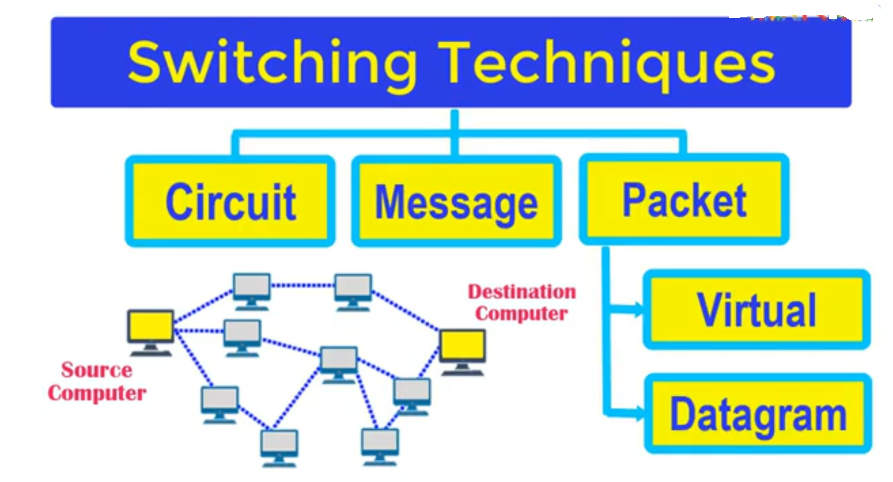 Switching Techniques
Circuit
Message
Packet
Destination
Computer
Virtual
Source
Computer
Datagram